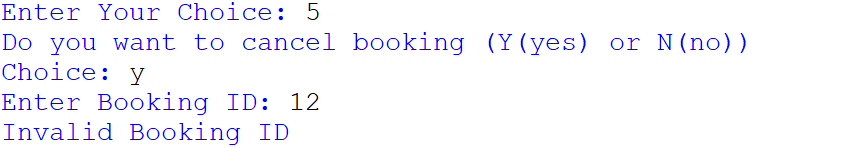 Enter Your Choice: 5
Do you want to cancel booking (Y(yes) or N(no))
Choice: y
Enter Booking ID: 12
Invalid Booking ID